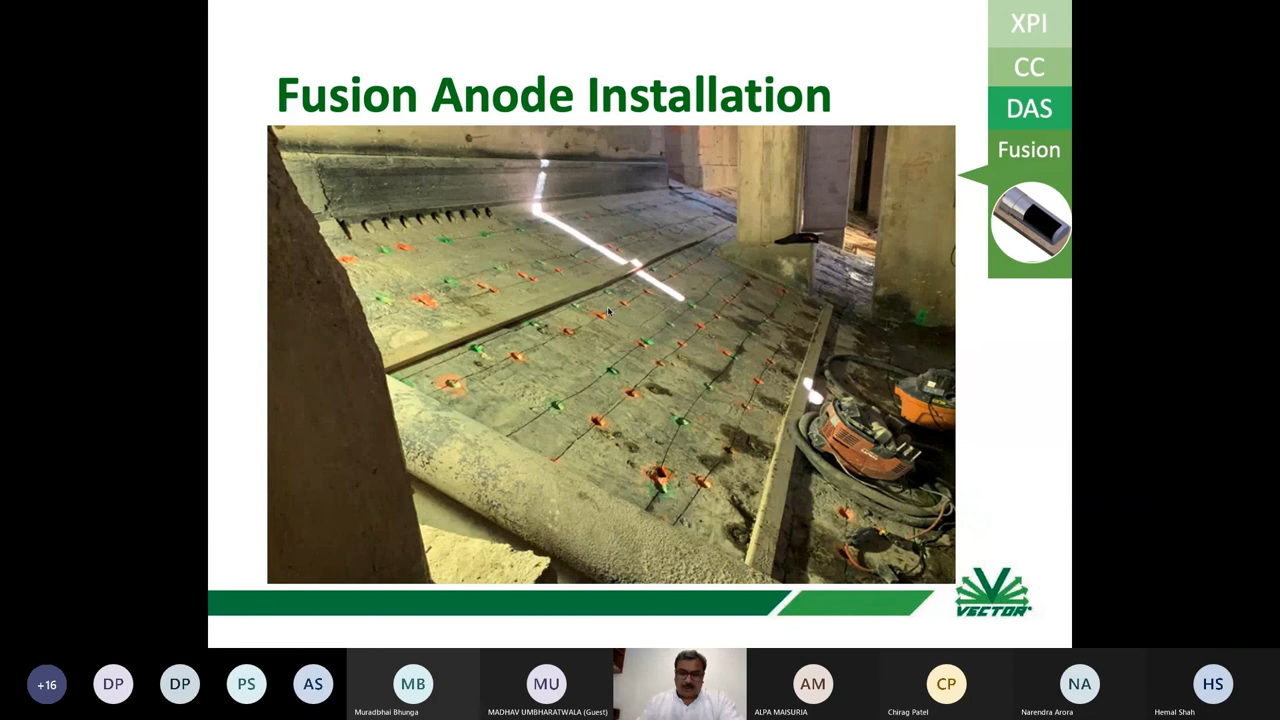 Fusion Anode Installation
XPI
CC
DAS
Fusion
VECTOR
+16
DP
DP
PS
AS
MB
Muradbhai Bhunga
MU
MADHAV UMBHARATWALA (Guest)
AM
ALPA MAISURIA
CP
Chirag Patel
NA
Narendra Arora
HS
Hemal Shah